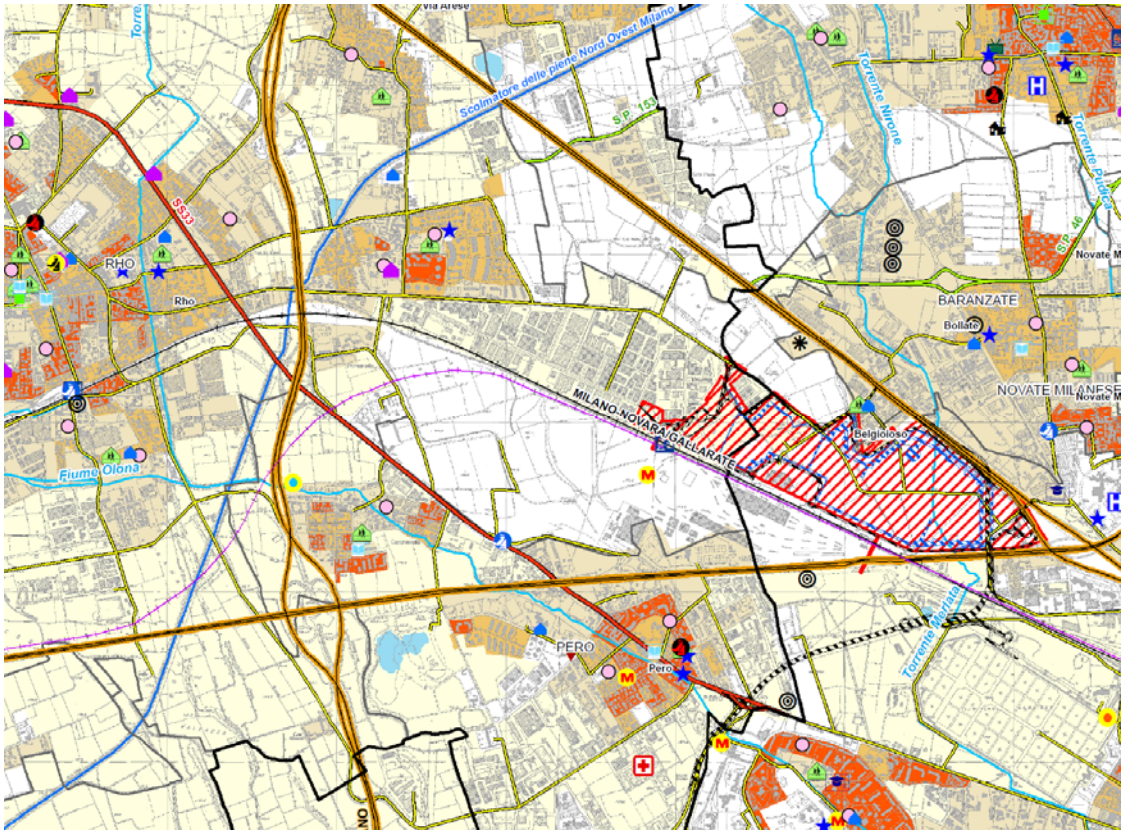 Via Arese
Torre
Scolmatore delle piene Nord Ovest Milano
S.P. 153
Torrente Nirone
H
Torrente Pudiga
SS33
S.P. 46
RHO
Rho
Novate M
BARANZATE
Bollate
NOVATE MILANESE
Novate M
MILANO-NOVARA/GALLARATE
Belgioioso
Fiume Olona
M
H
Torrente Merlata
PERO
Pero
M
M
M